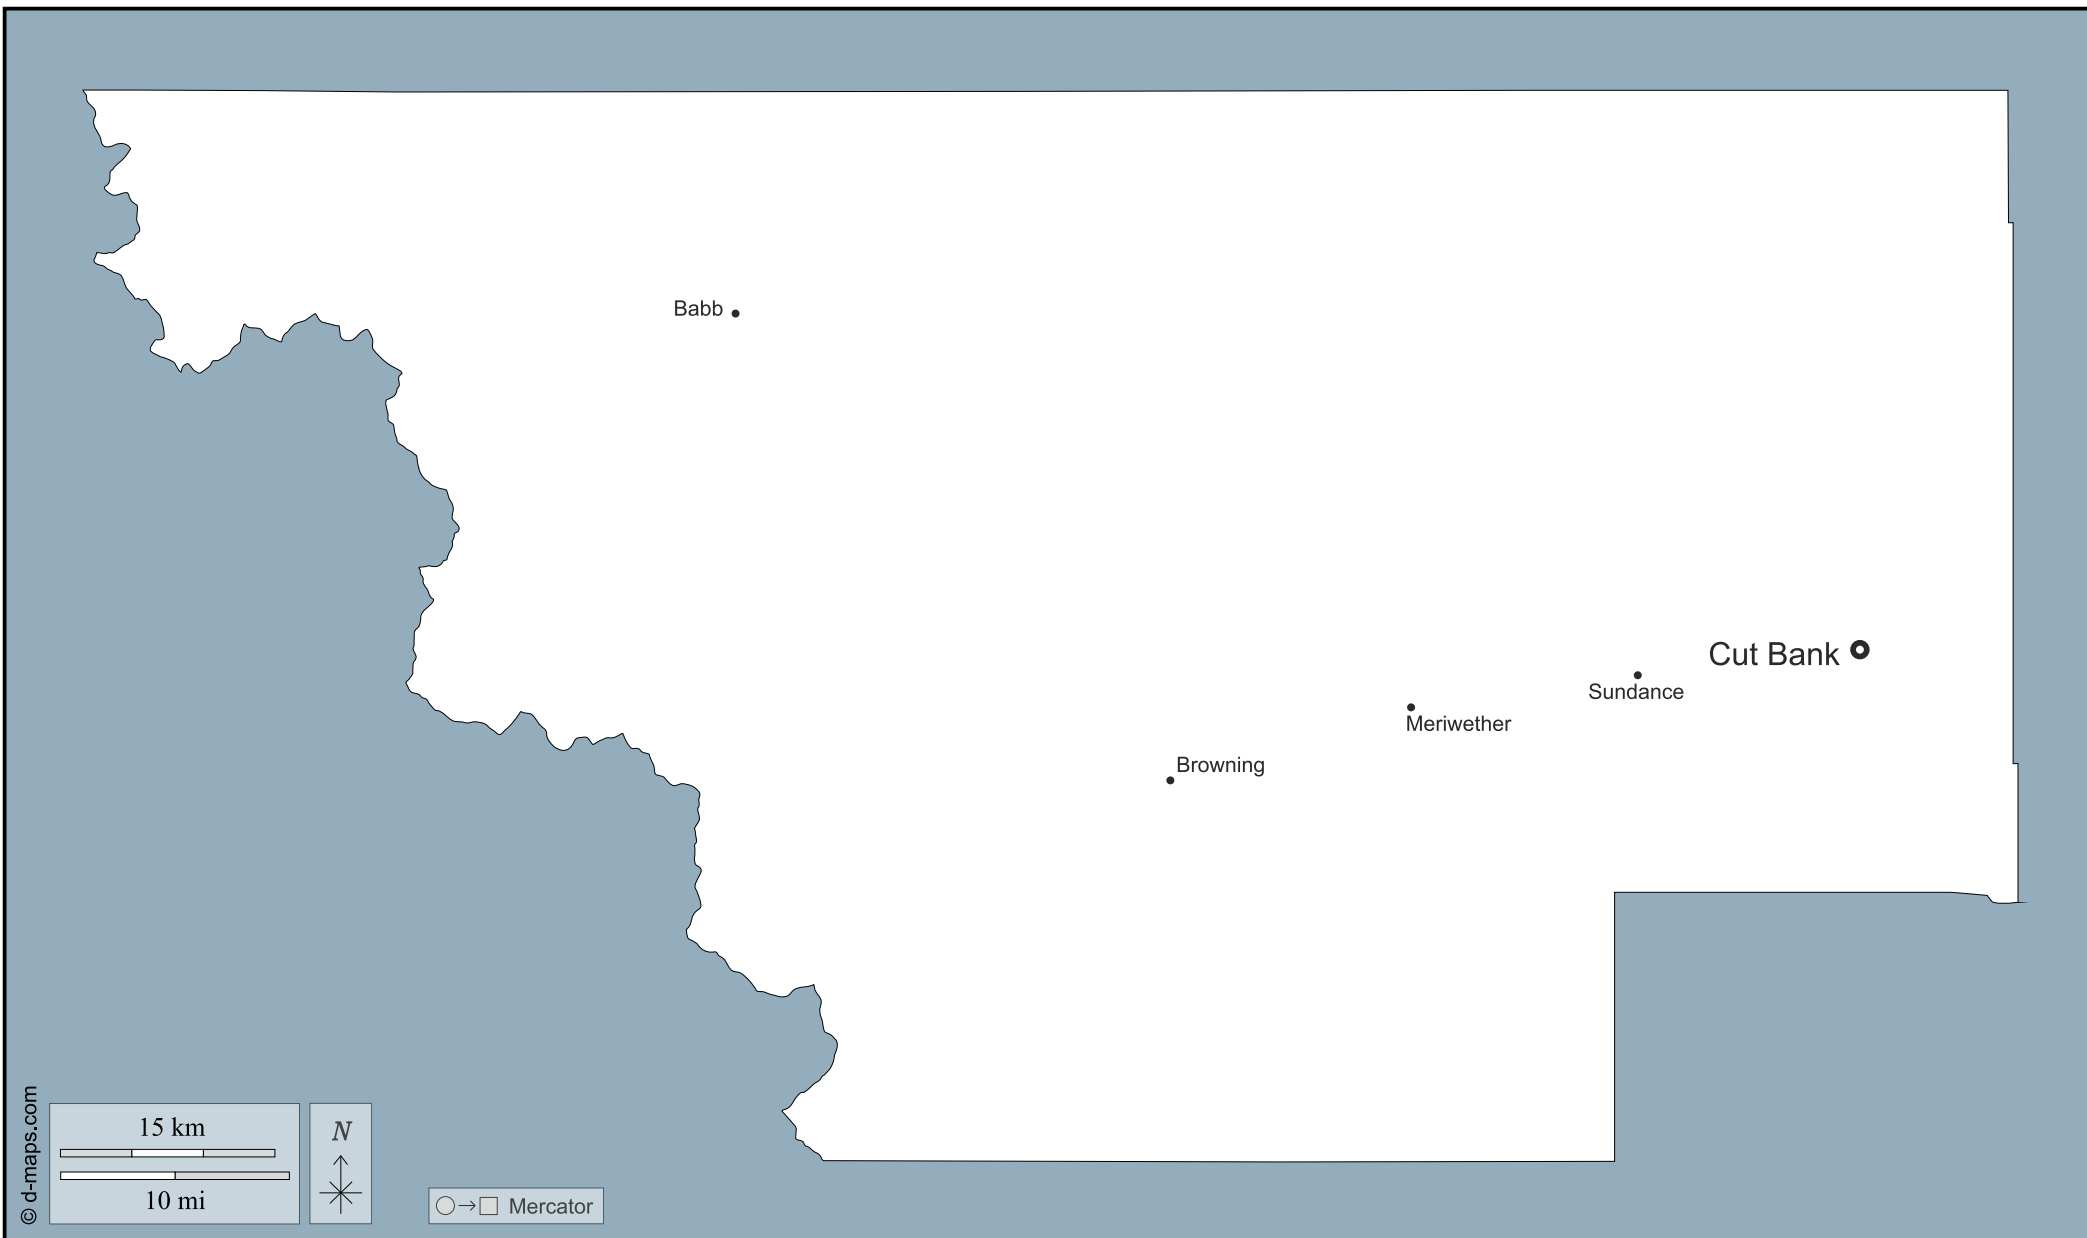 Babb
Cut Bank
Sundance
Meriwether
Browning
© d-maps.com
15 km
10 mi
N
Mercator